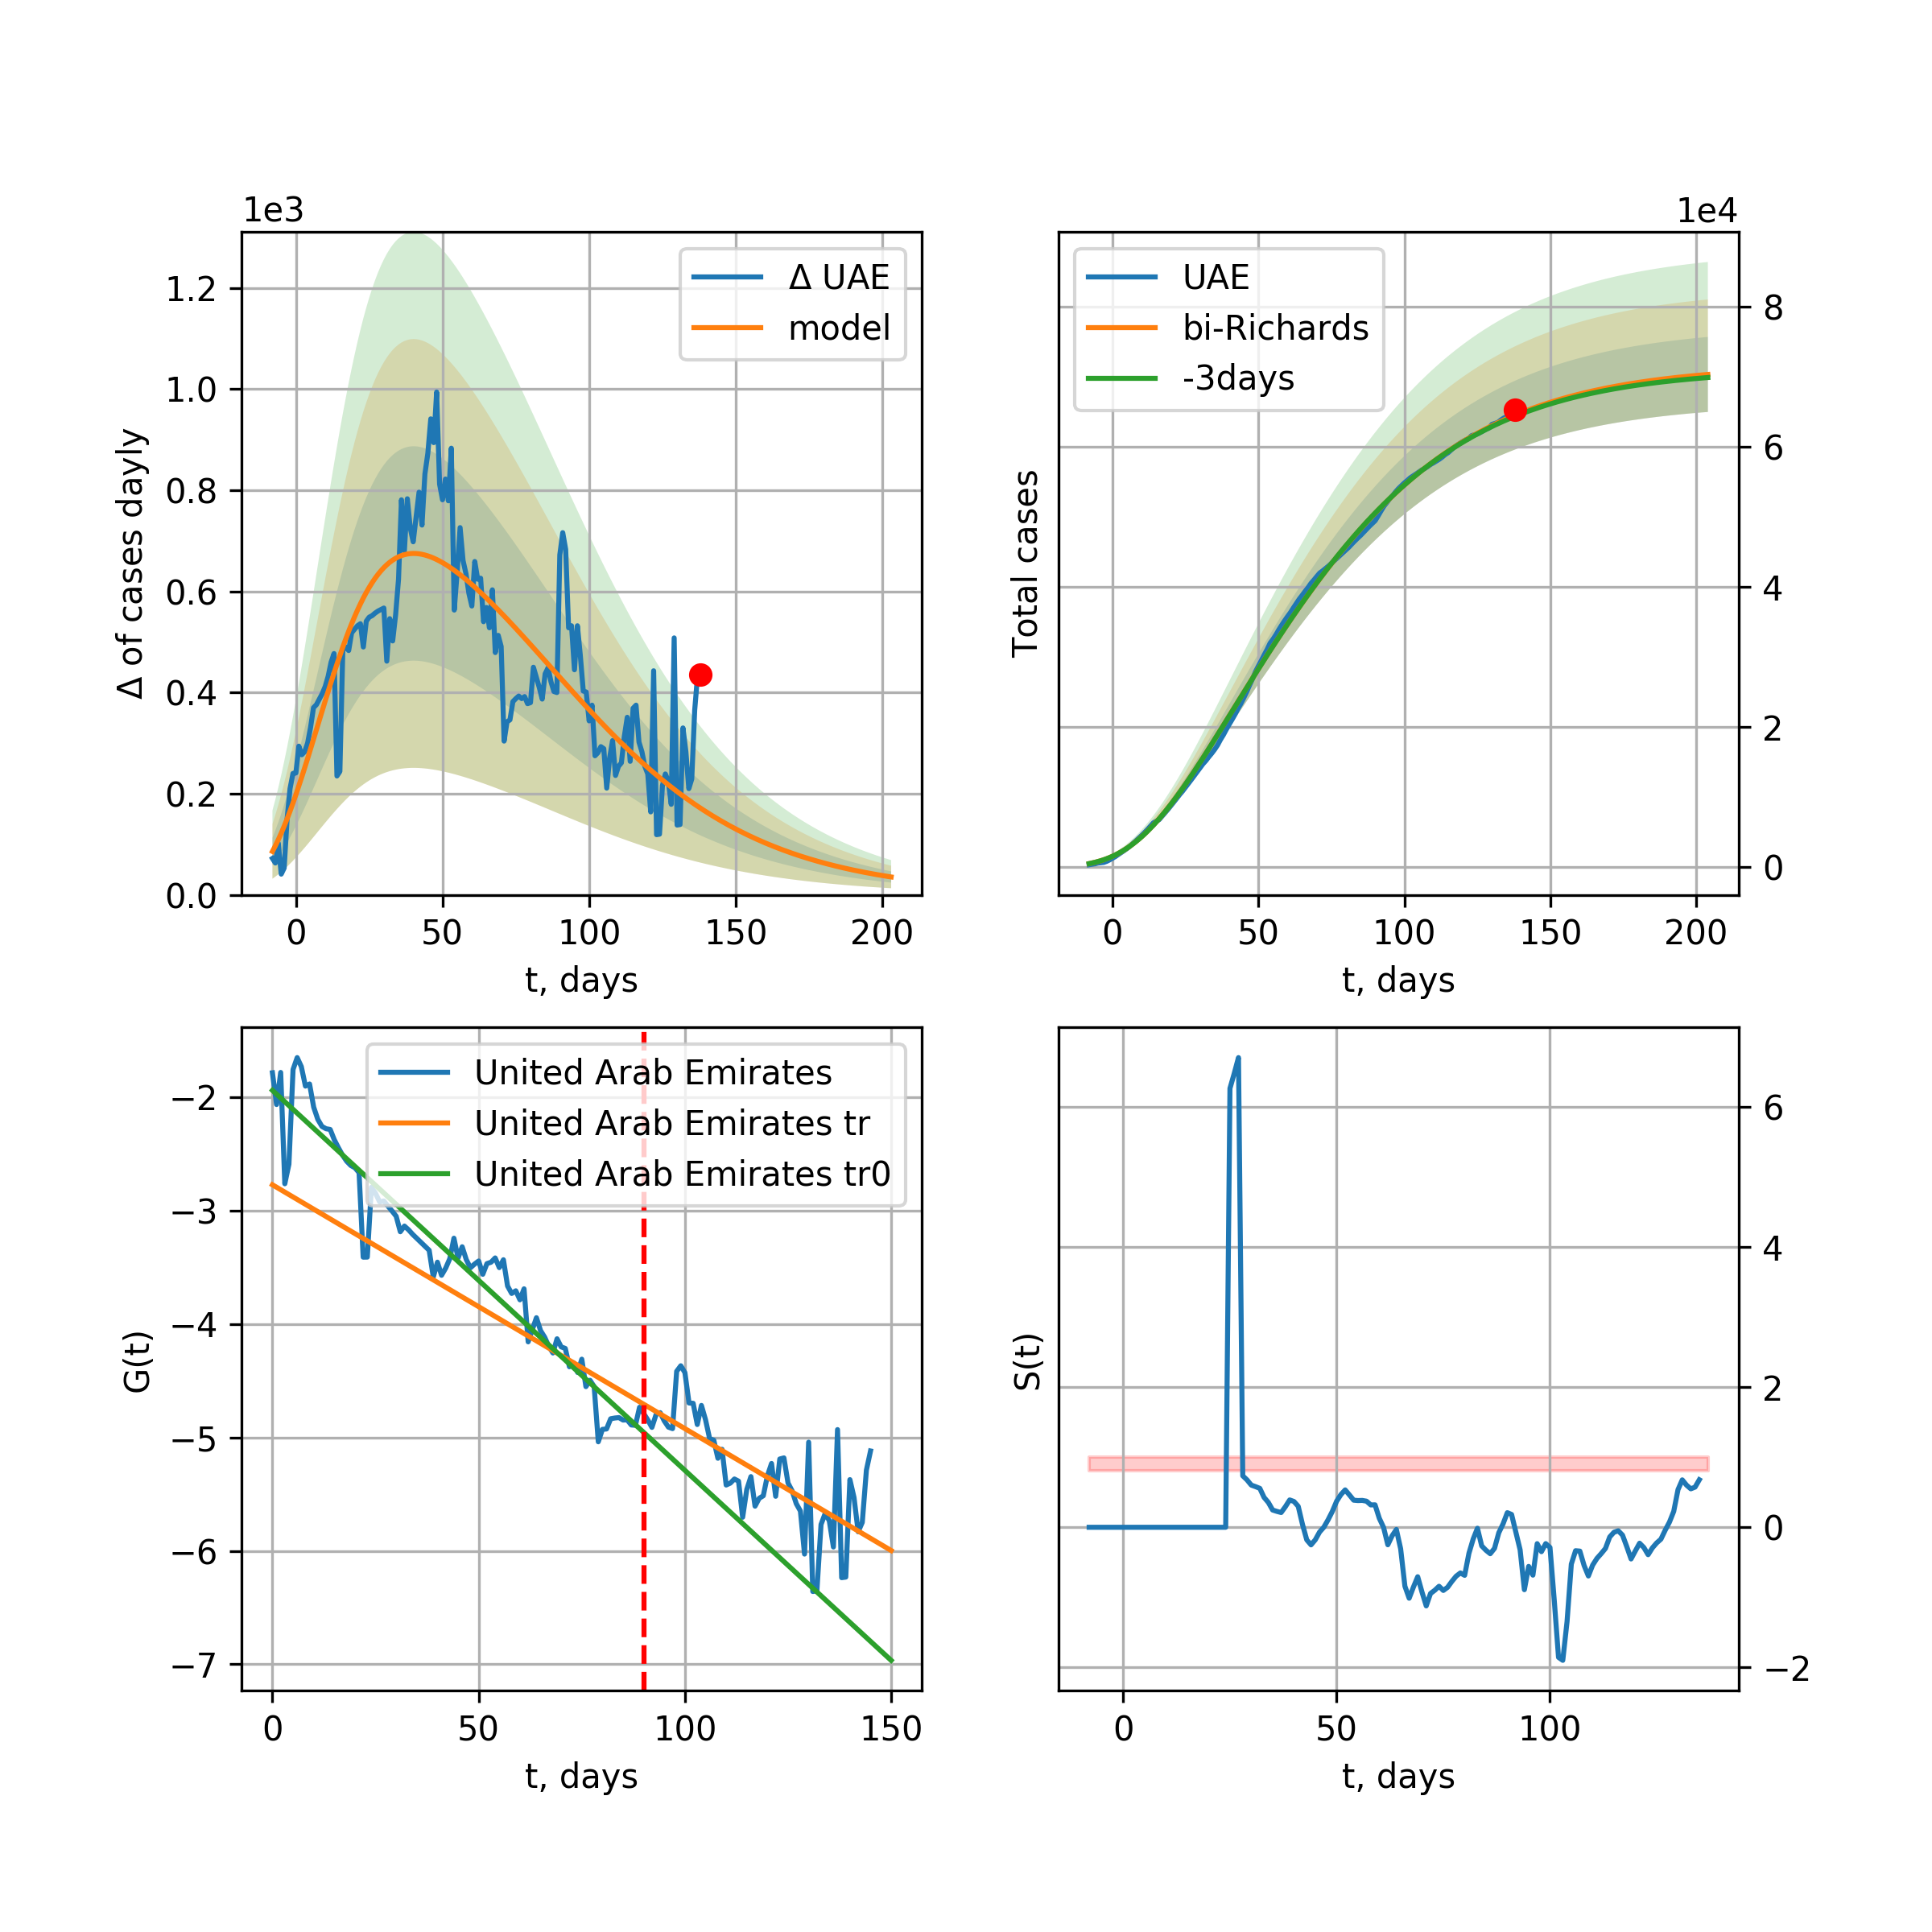 1e3
Δ of cases dayly
1.2
1.0
0.8
0.6
0.4
0.2
0.0
Δ UAE
model
0 50 100 150 200
t, days
1e4
Total cases
UAE
bi-Richards
-3days
8
6
4
2
0
0 50 100 150 200
t, days
G(t)
−2
−3
−4
−5
−6
−7
United Arab Emirates
United Arab Emirates tr
United Arab Emirates tr0
0 50 100 150
t, days
S(t)
6
4
2
0
−2
0 50 100
t, days